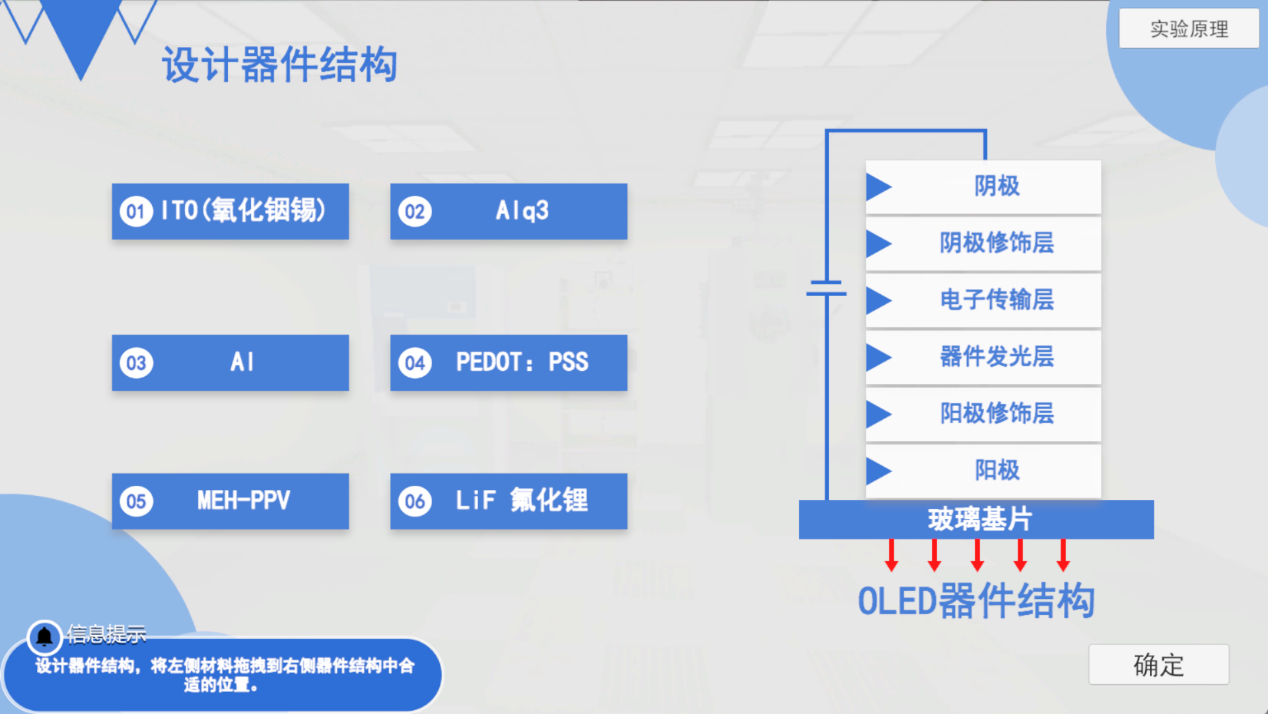 实验原理
设计器件结构
01 ITO(氧化铟锡)
02 Alq3
03 Al
04 PEDOT: PSS
05 MEH-PPV
06 LiF 氟化锂
阴极
阴极修饰层
电子传输层
器件发光层
阳极修饰层
阳极
玻璃基片
OLED器件结构
信息提示
设计器件结构，将左侧材料拖拽到右侧器件结构中合
适的位置。
确定